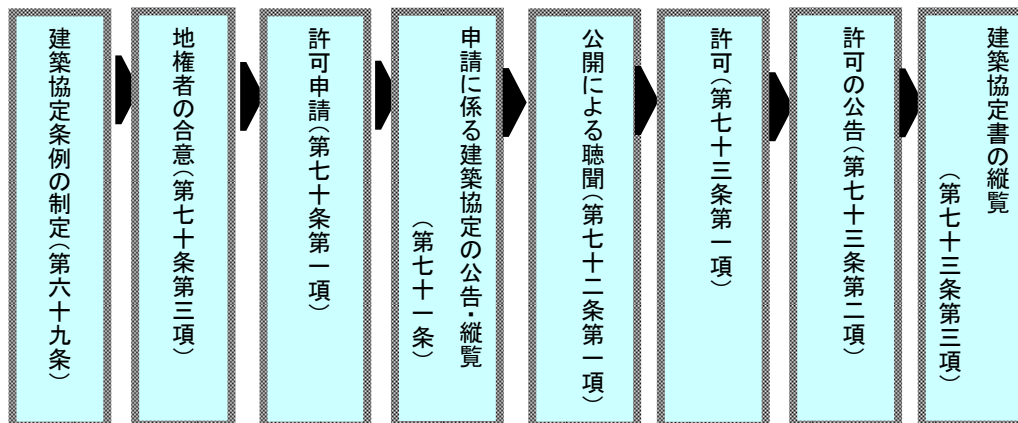 建築協定条例の制定（第六十九条）
地権者の合意（第七十条第三項）
許可申請（第七十条第一項）
申請に係る建築協定の公告・縦覧
（第七十一条）
公開による聴聞（第七十二条第一項）
許可（第七十三条第一項）
許可の公告（第七十三条第二項）
建築協定書の縦覧
（第七十三条第三項）